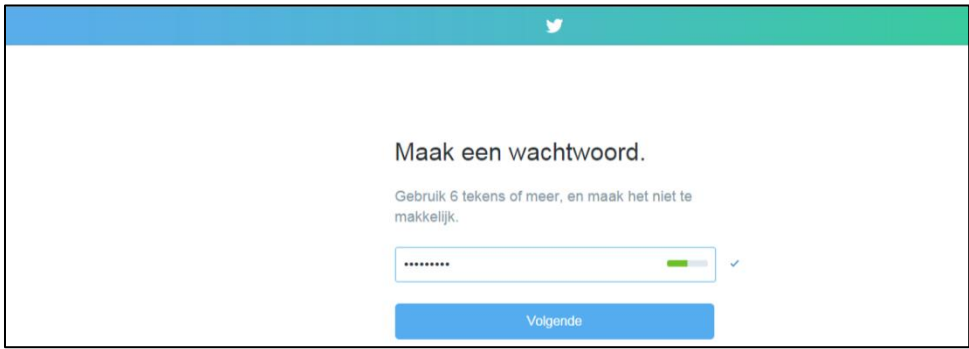 Maak een wachtwoord.
Gebruik 6 tekens of meer, en maak het niet te
makkelijk.
•••••••••
Volgende